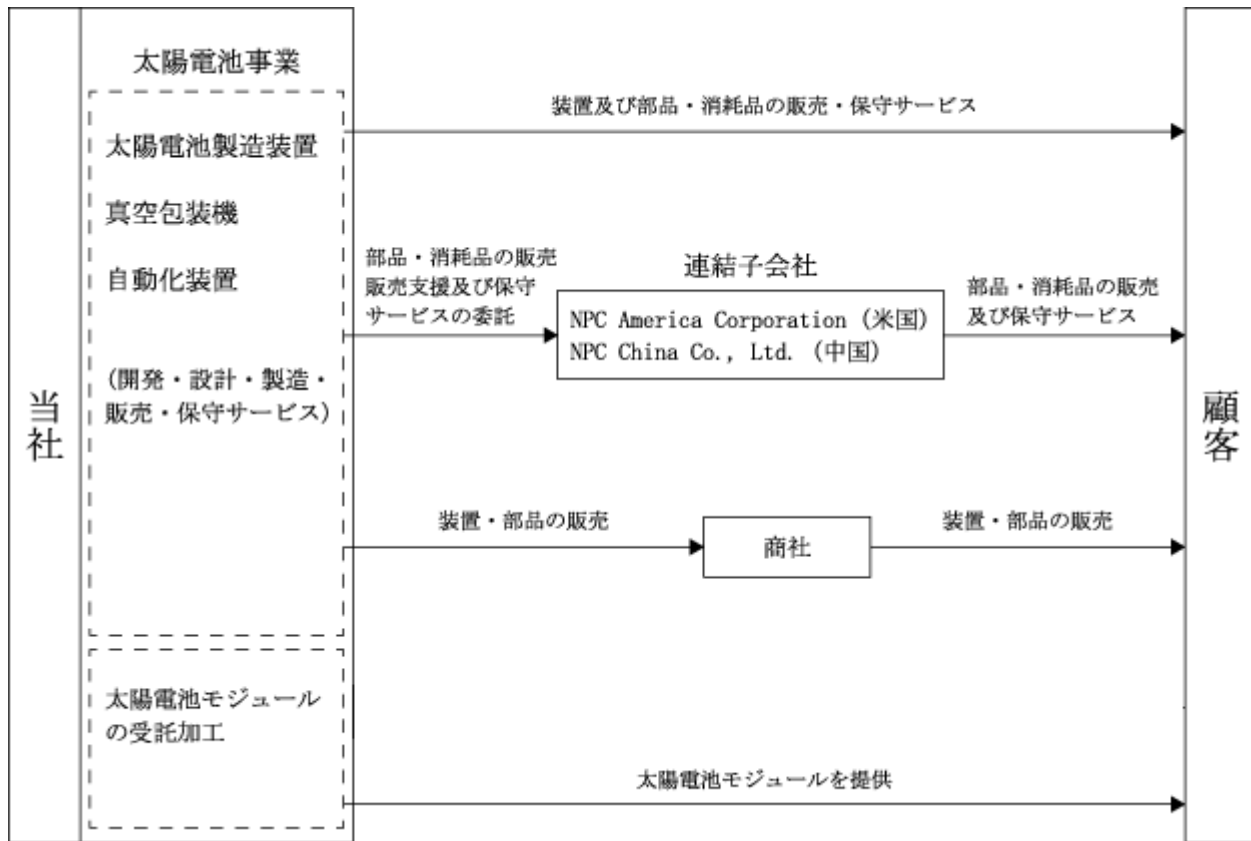 当社
太陽電池事業
太陽電池製造装置
真空包装機
自動化装置
(開発・設計・製造・
販売・保守サービス)
太陽電池モジュール
の受託加工
装置及び部品・消耗品の販売・保守サービス
部品・消耗品の販売
販売支援及び保守
サービスの委託
連結子会社
NPC America Corporation (米国)
NPC China Co., Ltd. (中国)
部品・消耗品の販売
及び保守サービス
装置・部品の販売
商社
装置・部品の販売
太陽電池モジュールを提供
顧客